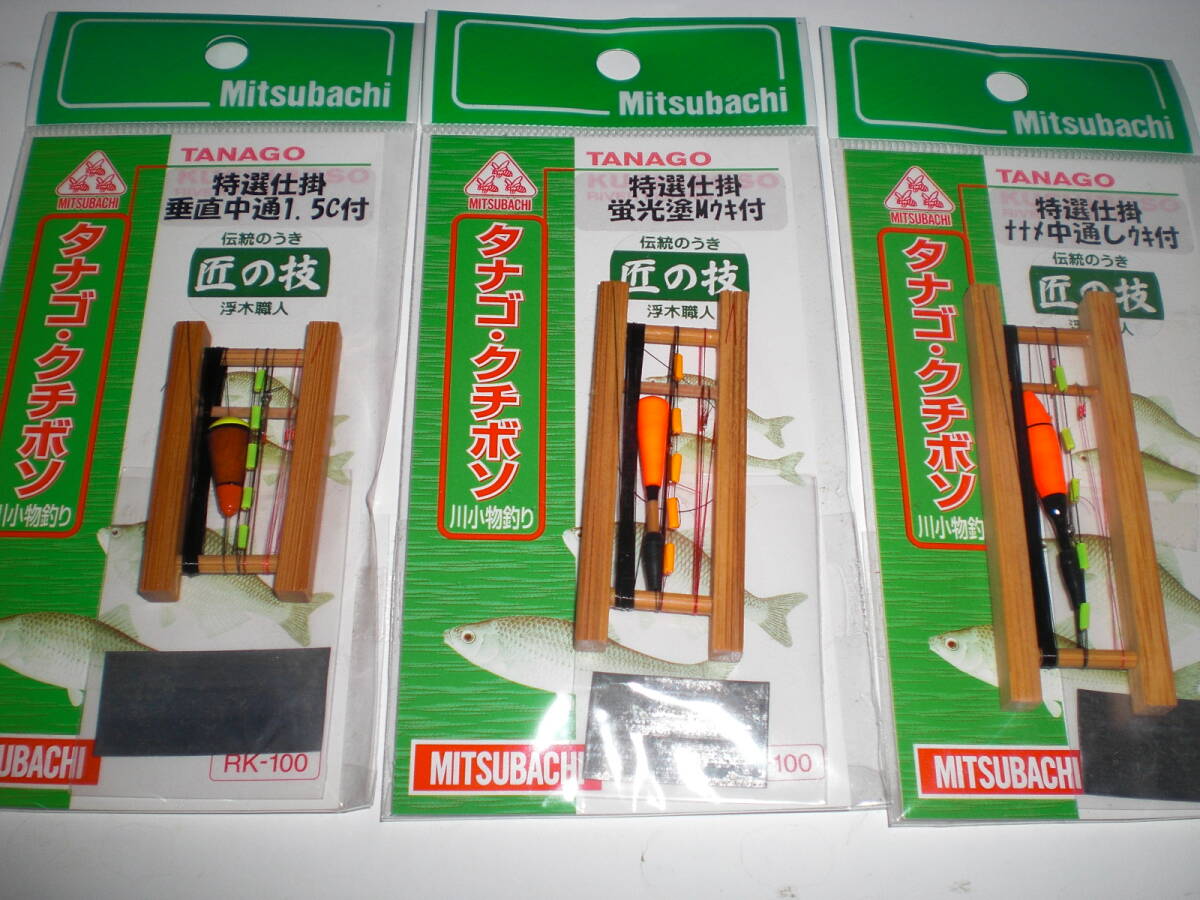 Mitsubachi
TANAGO
特選仕掛
垂直中通1.5C付
MITSUBACHI
伝統のうき
匠の技
浮木職人
タナゴ・クチボソ
川小物釣り
UBACHI
RK-100
Mitsubachi
TANAGO
特選仕掛
蛍光塗Mウキ付
MITSUBACHI
伝統のうき
匠の技
浮木職人
タナゴ・クチボソ
川小物釣り
MITSUBACHI
100
Mitsubachi
TANAGO
特選仕掛
ナナメ中通しウキ付
MITSUBACHI
伝統のうき
匠の技
浮木職人
タナゴ・クチボソ
川小物釣
MITSUBACHI